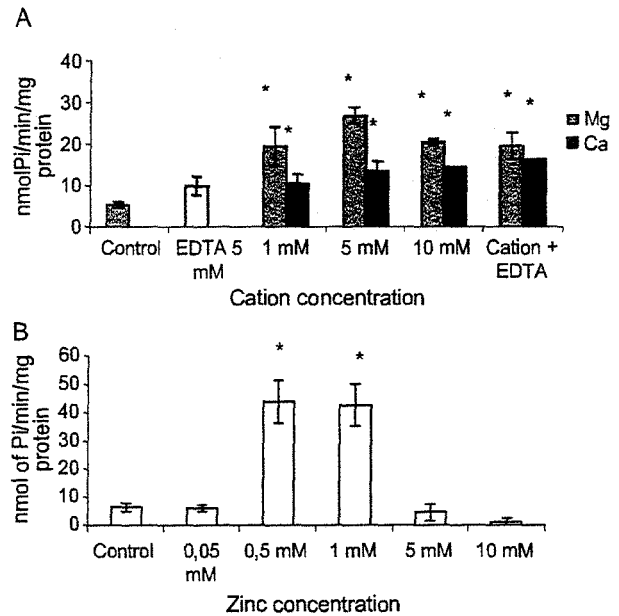 A
nmolPi/min/mg
protein
40
30
20
10
0
* * * * * * * *
Mg
Ca
Control EDTA 5 mM 1 mM 5 mM 10 mM Cation + EDTA
Cation concentration
B
nmol of Pi/min/mg
protein
60
50
40
30
20
10
0
* *
Control 0,05 mM 0,5 mM 1 mM 5 mM 10 mM
Zinc concentration